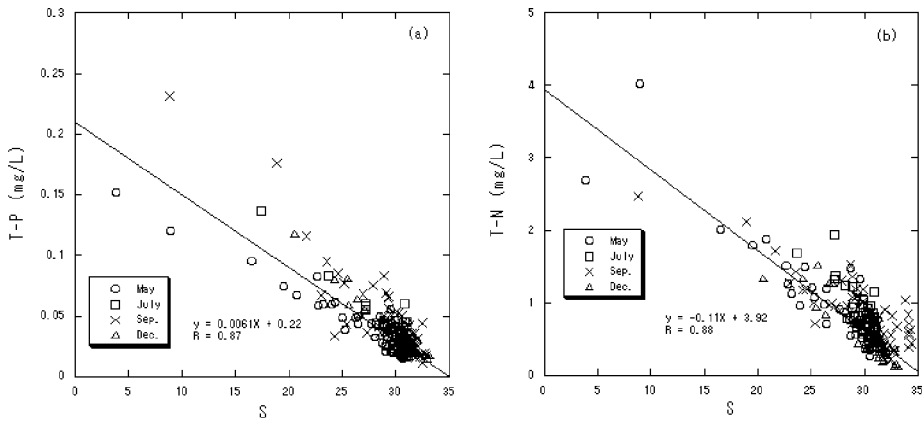 (a)
T-P (mg/L)
0.3
0.25
0.2
0.15
0.1
0.05
0
May
July
Sep.
Dec.
y = 0.0061X + 0.22
R = 0.87
0 5 10 15 20 25 30 35
S
(b)
T-N (mg/L)
5
4
3
2
1
0
May
July
Sep.
Dec.
y = -0.11X + 3.92
R = 0.88
0 5 10 15 20 25 30 35
S